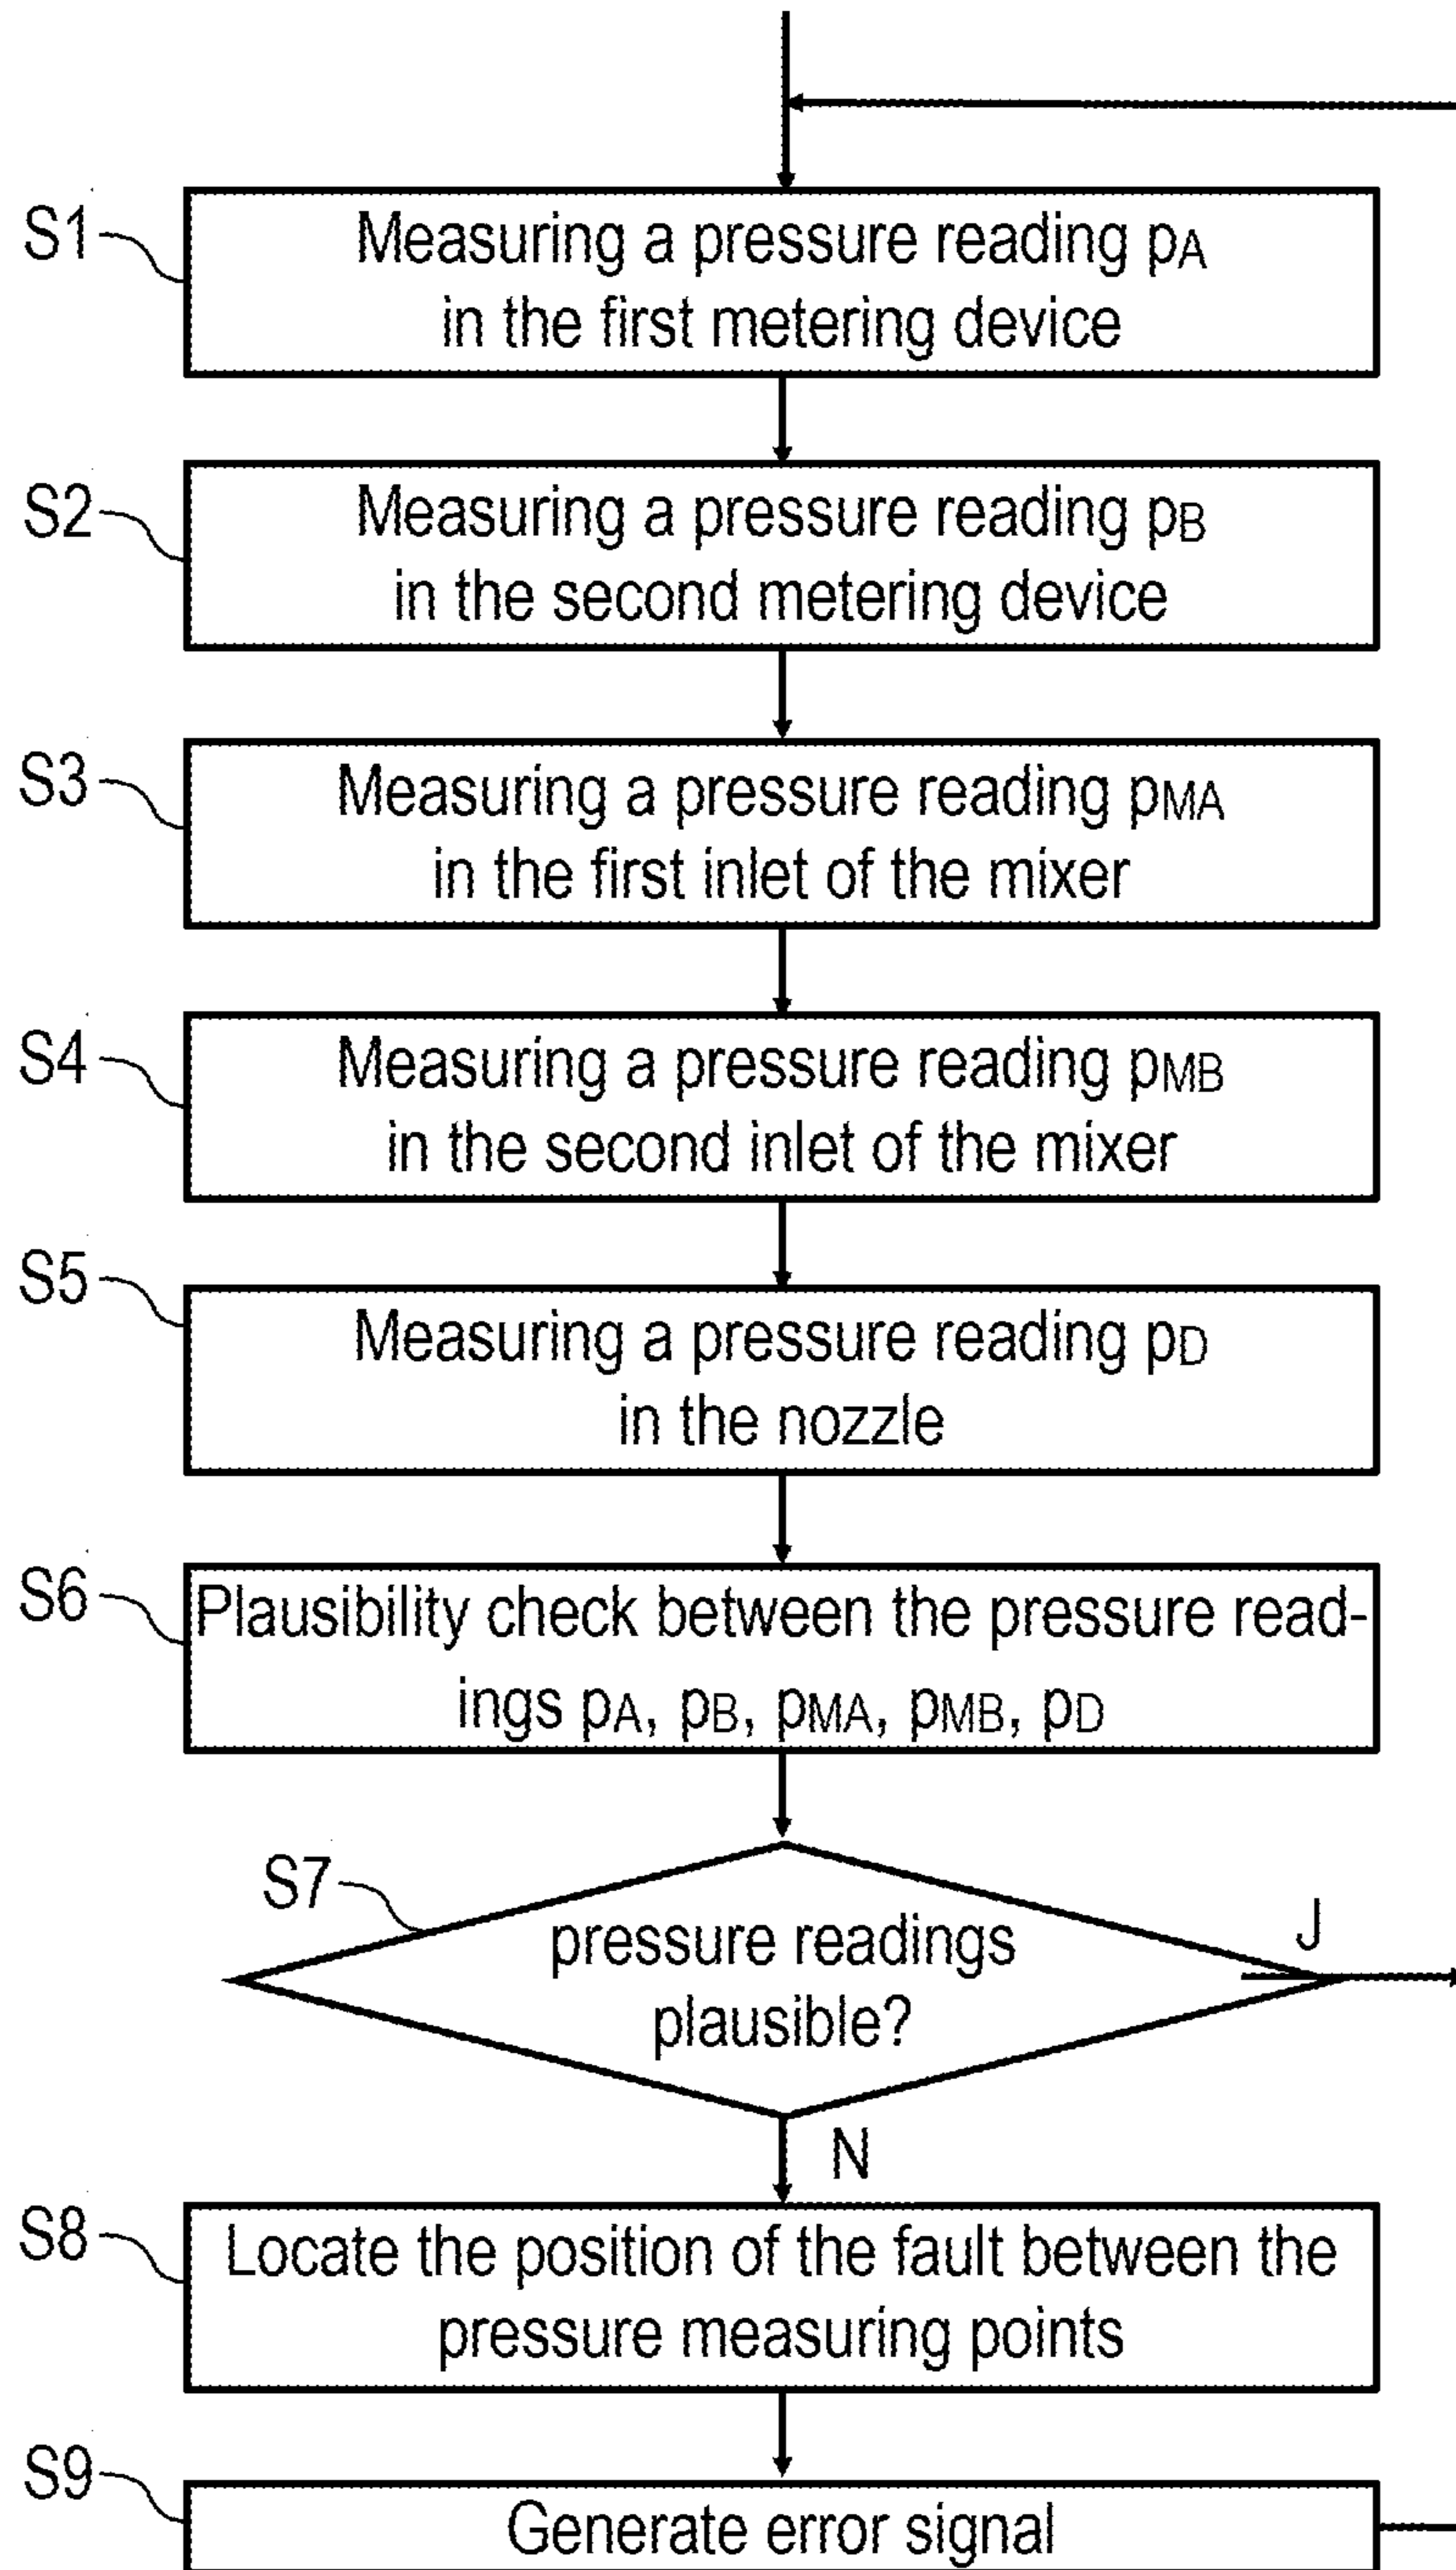 S1
Measuring a pressure reading pA
in the first metering device
S2
Measuring a pressure reading pB
in the second metering device
S3
Measuring a pressure reading pMA
in the first inlet of the mixer
S4
Measuring a pressure reading pMB
in the second inlet of the mixer
S5
Measuring a pressure reading pD
in the nozzle
S6
Plausibility check between the pressure read-
ings pA, pB, pMA, pMB, pD
S7
pressure readings
plausible?
J
N
S8
Locate the position of the fault between the
pressure measuring points
S9
Generate error signal